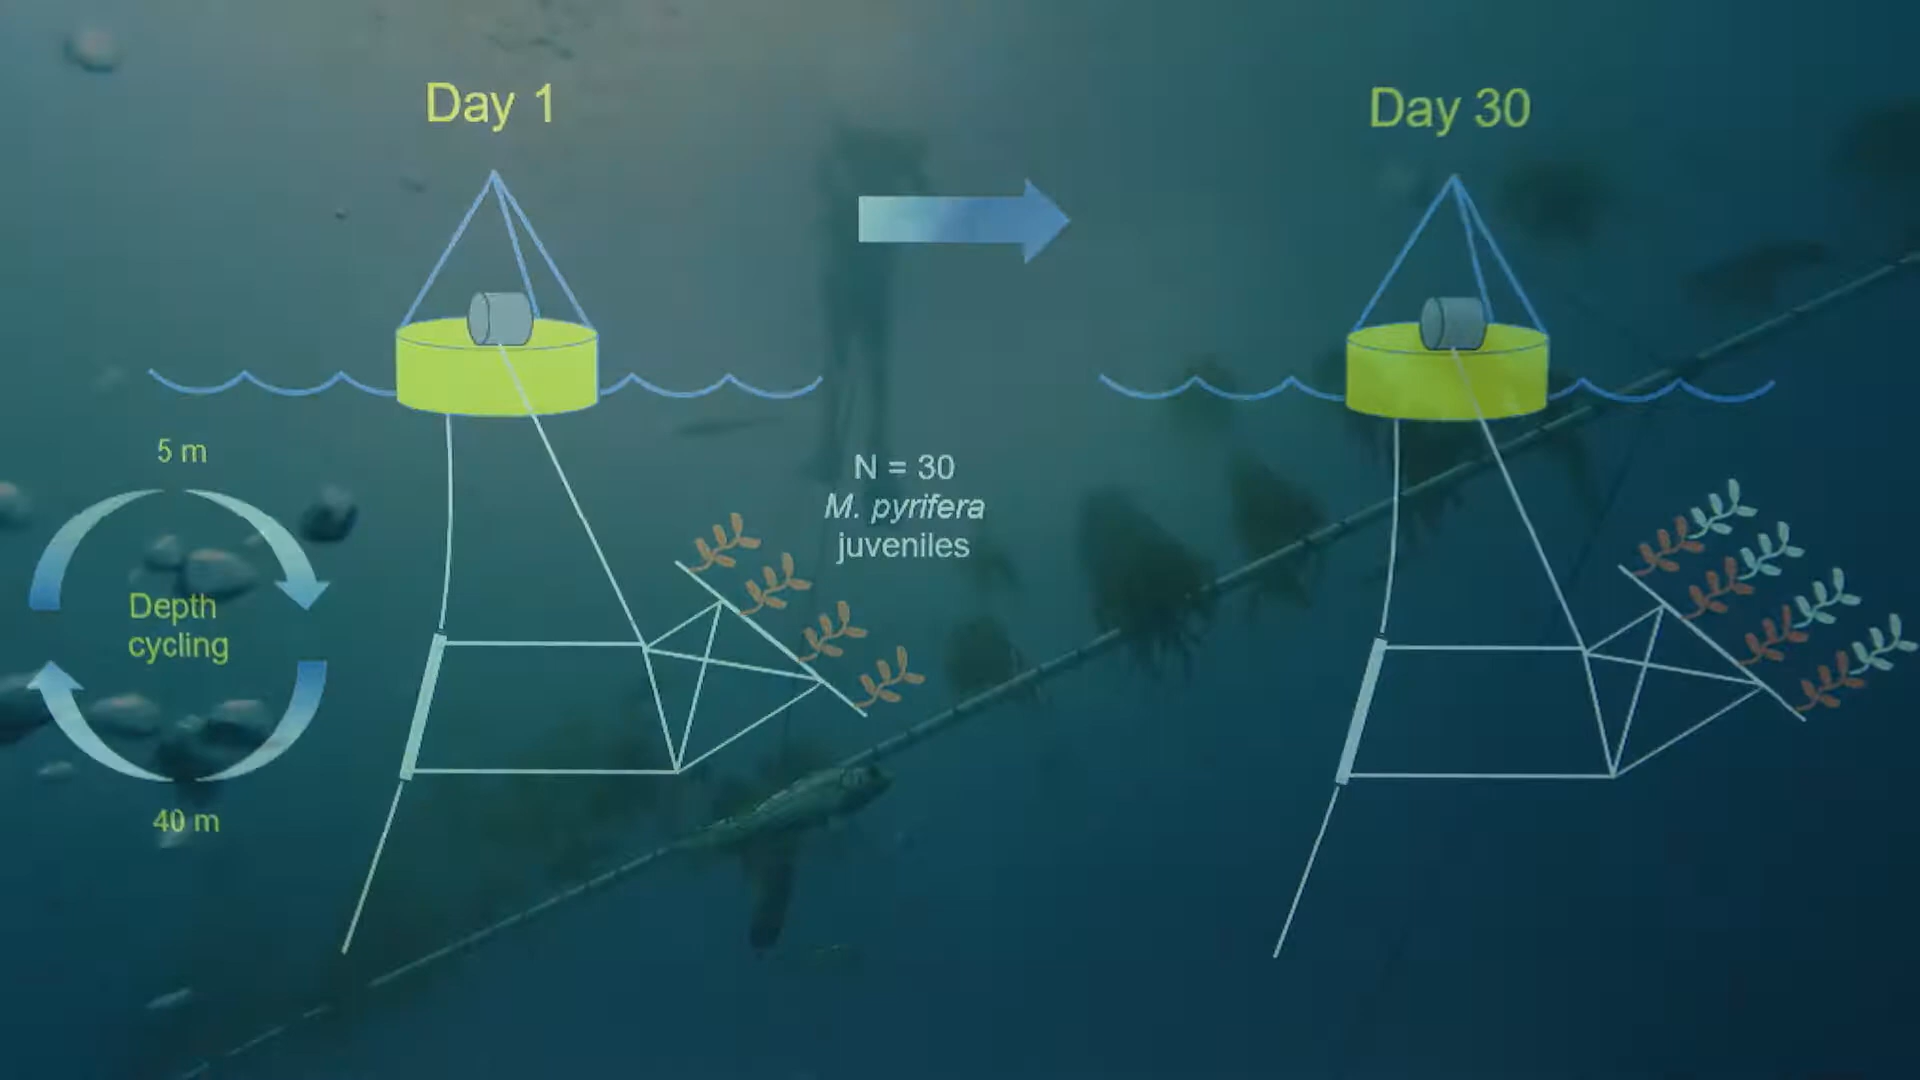 Day 1
Day 30
5 m
Depth
cycling
40 m
N = 30
M. pyrifera
juveniles